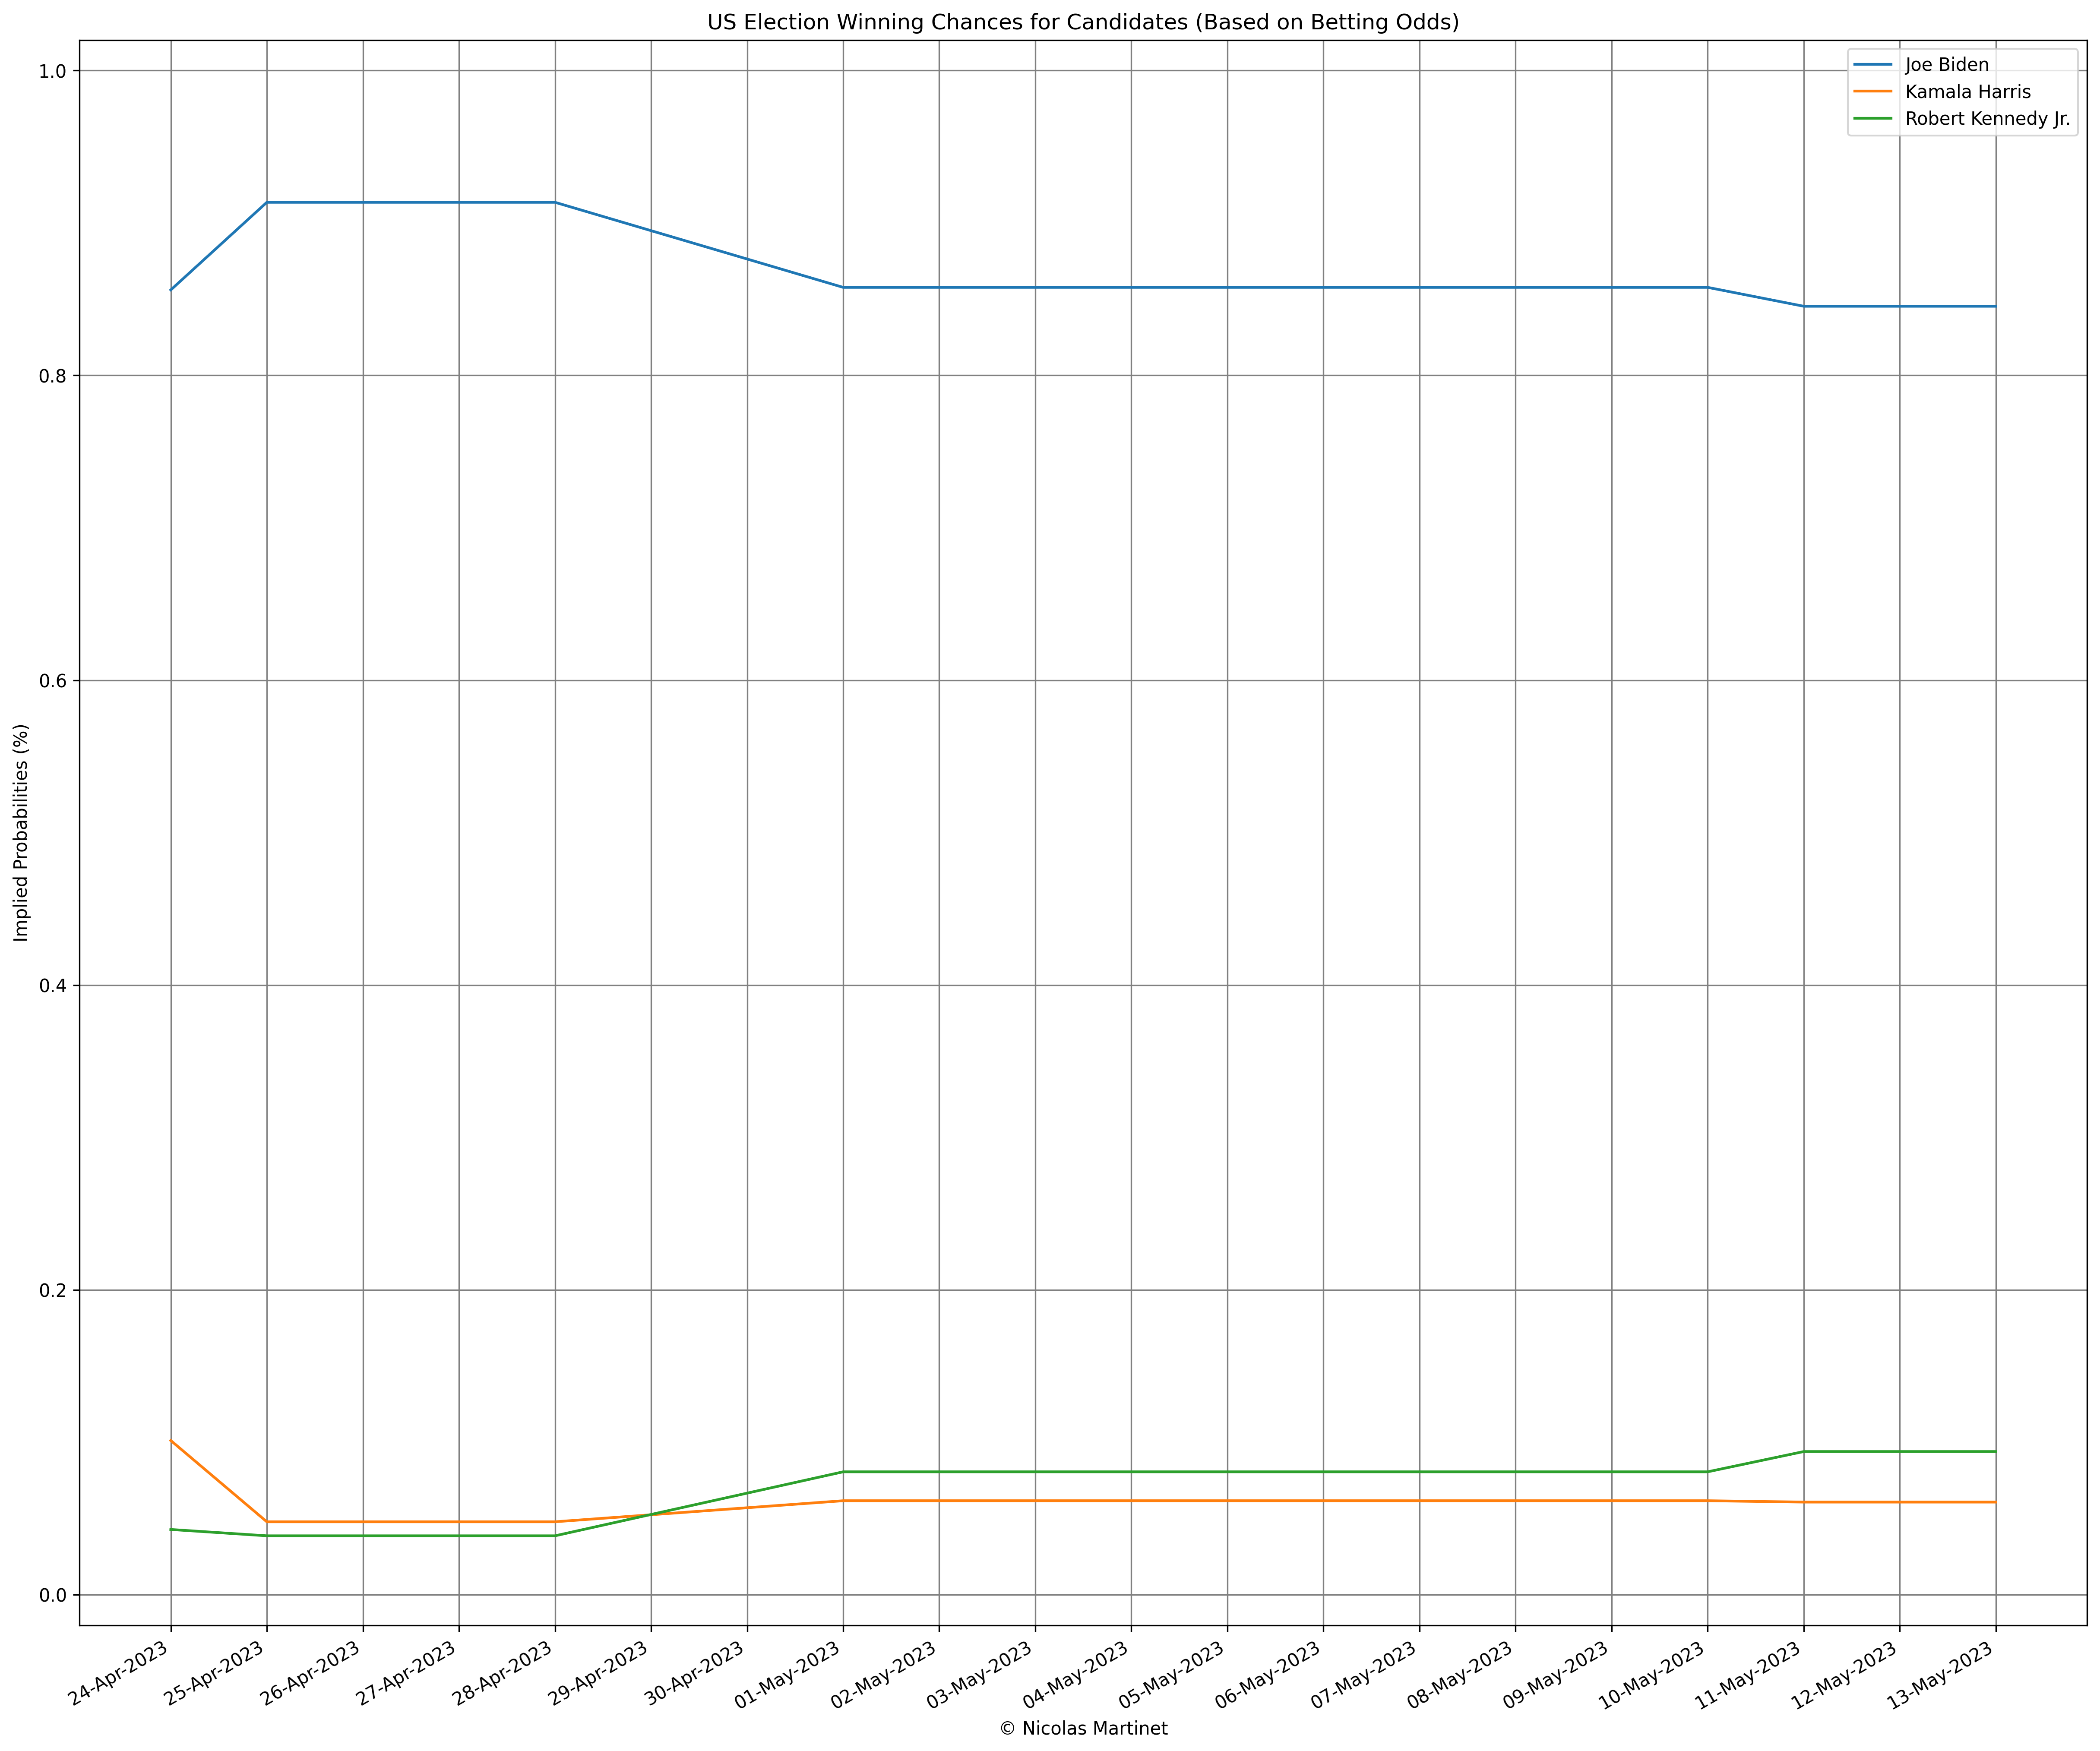 US Election Winning Chances for Candidates (Based on Betting Odds)
Joe Biden
Kamala Harris
Robert Kennedy Jr.
Implied Probabilities (%)
1.0
0.8
0.6
0.4
0.2
0.0
24-Apr-2023
25-Apr-2023
26-Apr-2023
27-Apr-2023
28-Apr-2023
29-Apr-2023
30-Apr-2023
01-May-2023
02-May-2023
03-May-2023
04-May-2023
05-May-2023
06-May-2023
07-May-2023
08-May-2023
09-May-2023
10-May-2023
11-May-2023
12-May-2023
13-May-2023
© Nicolas Martinet